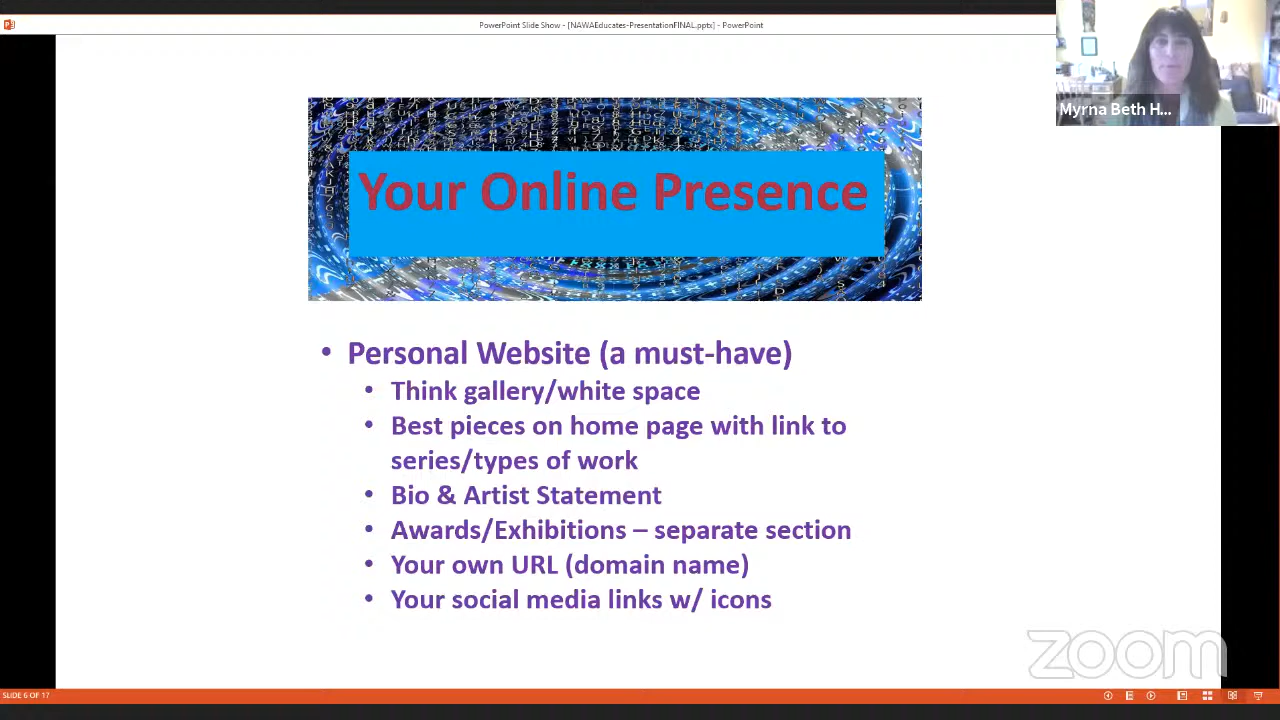 PowerPoint Slide Show - [NAWAEducates-PresentationFINAL.pptx] - PowerPoint
Myrna Beth H...
Your Online Presence
• Personal Website (a must-have)
• Think gallery/white space
• Best pieces on home page with link to
series/types of work
• Bio & Artist Statement
• Awards/Exhibitions – separate section
• Your own URL (domain name)
• Your social media links w/ icons
zoom
SLIDE 6 OF 17